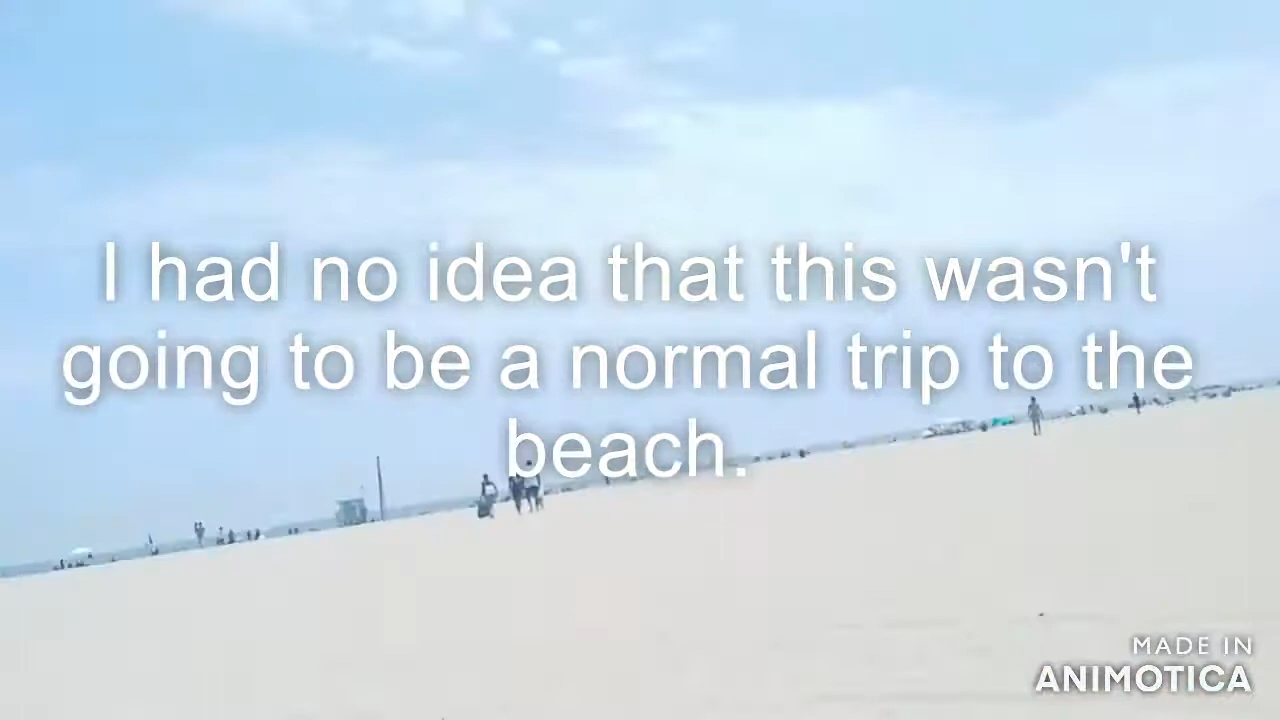 I had no idea that this wasn't
going to be a normal trip to the
beach.
MADE IN
ANIMOTICA